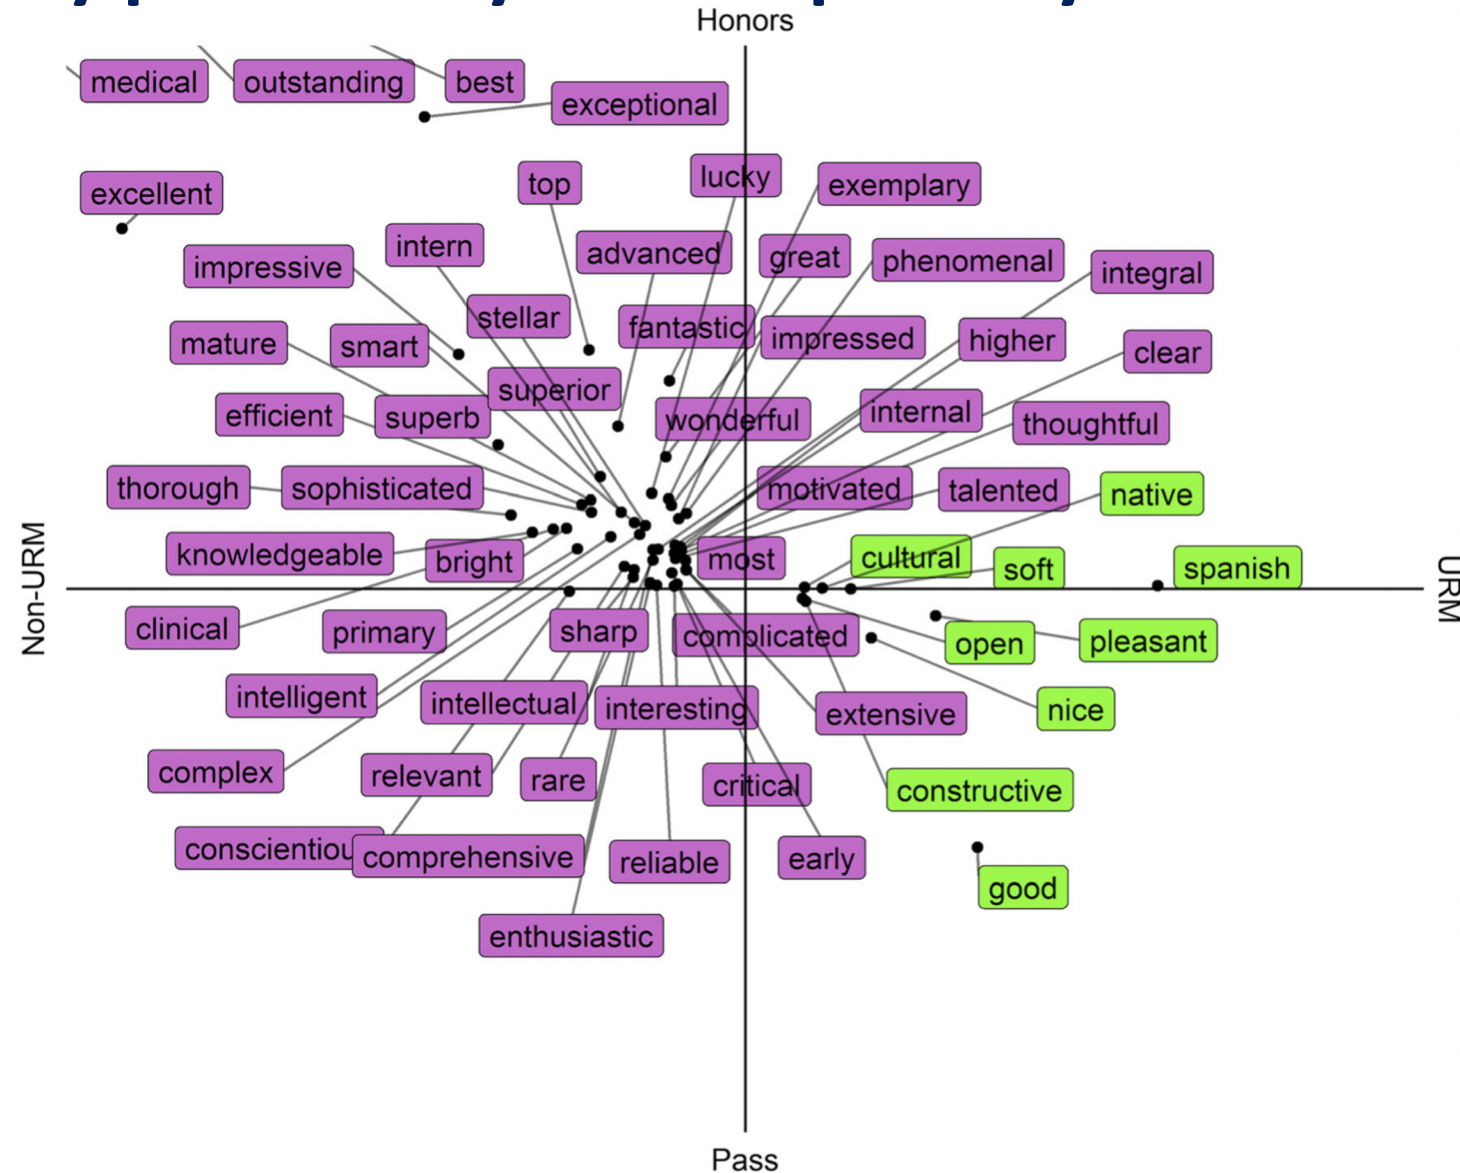 Honors
medical
outstanding
best
exceptional
lucky
top
exemplary
excellent
intern
advanced
great
phenomenal
impressive
integral
stellar
fantastic
impressed
higher
mature
smart
clear
superior
efficient
superb
wonderful
internal
thoughtful
thorough
sophisticated
motivated
talented
native
knowledgeable
bright
most
cultural
soft
spanish
Non-URM
URM
clinical
primary
sharp
complicated
open
pleasant
intelligent
intellectual
interesting
extensive
nice
complex
relevant
rare
critical
constructive
conscientiou
comprehensive
reliable
early
good
enthusiastic
Pass